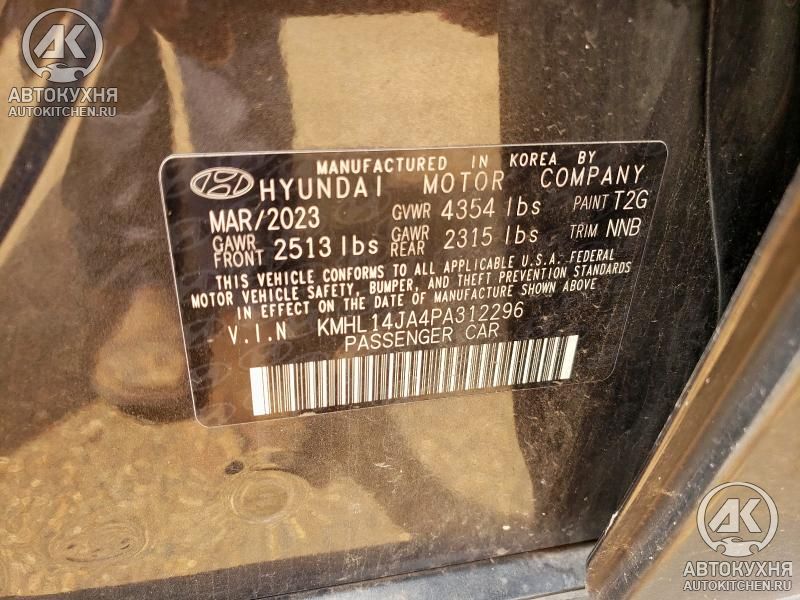 АВТОКУХНЯ
AUTOKITCHEN.RU
MANUFACTURED IN KOREA BY
HYUNDAI MOTOR COMPANY
MAR/2023 GVWR 4354 lbs PAINT T2G
GAWR FRONT 2513 lbs GAWR REAR 2315 lbs TRIM NNB
THIS VEHICLE CONFORMS TO ALL APPLICABLE U.S.A. FEDERAL
MOTOR VEHICLE SAFETY, BUMPER, AND THEFT PREVENTION STANDARDS
IN EFFECT ON THE DATE OF MANUFACTURE SHOWN ABOVE
V.I.N KMHL14JA4PA312296
PASSENGER CAR
АК
АВТОКУХНЯ
AUTOKITCHEN.RU